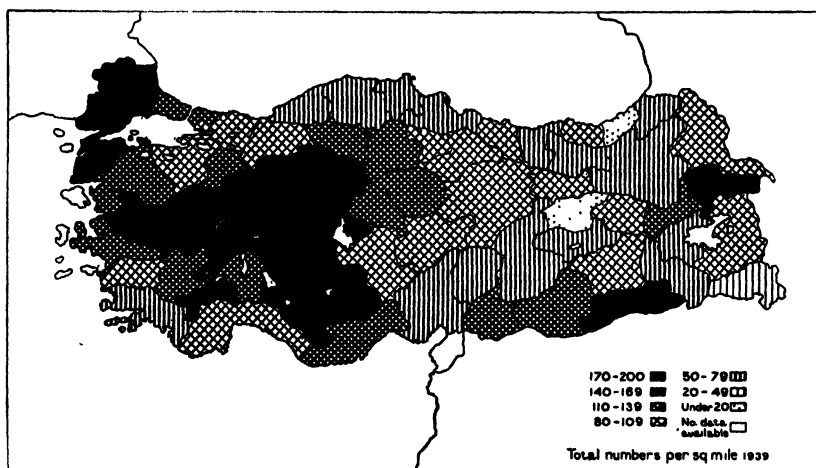 170-200 50-79
140-169 20-49
110-139 Under 20
80-109 No data
available
Total numbers per sq mile 1939